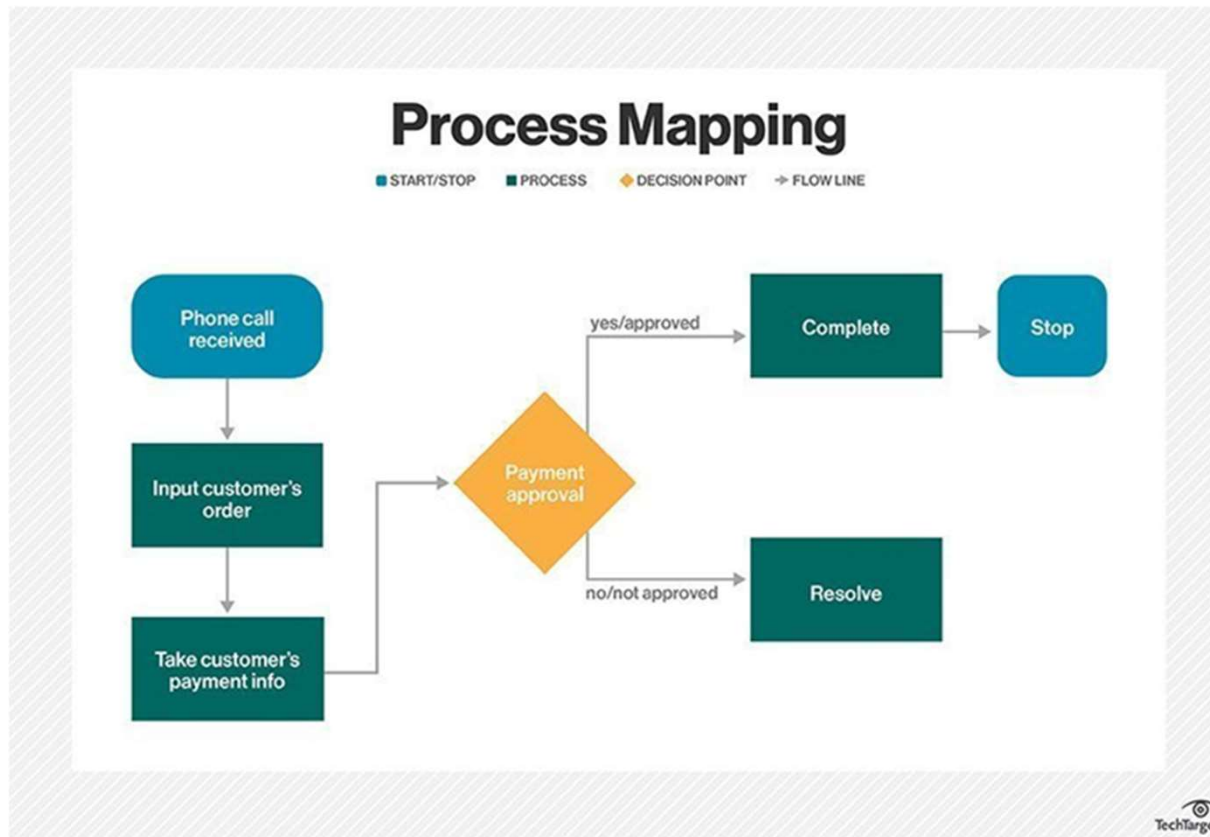 Process Mapping
START/STOP PROCESS DECISION POINT FLOW LINE
Phone call
received
Input customer's
order
Take customer's
payment info
Payment
approval
yes/approved
Complete
Stop
no/not approved
Resolve